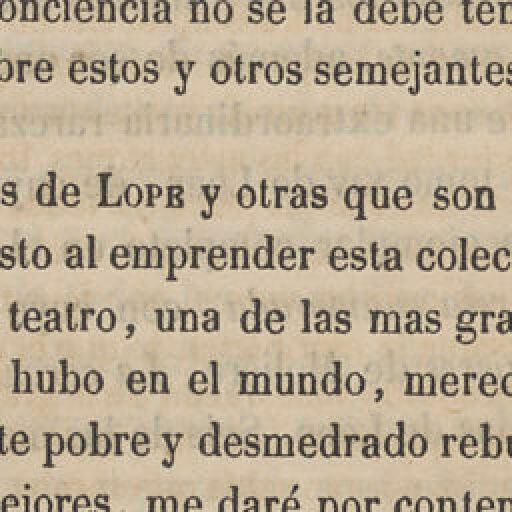 onciencia no se la debe ten
bre estos y otros semejantes
s de LOPE y otras que son
sto al emprender esta colec
teatro, una de las mas gra
hubo en el mundo, merec
te pobre y desmedrado rebu
ejores, me daré por conten